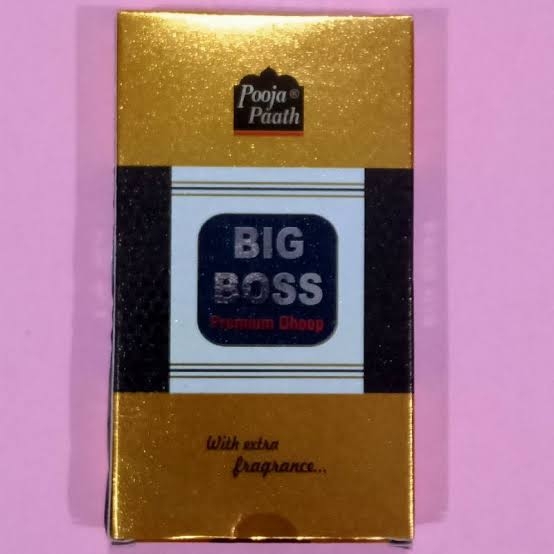 Pooja®
Paath
BIG
BOSS
Premium Dhoop
With extra
fragrance...